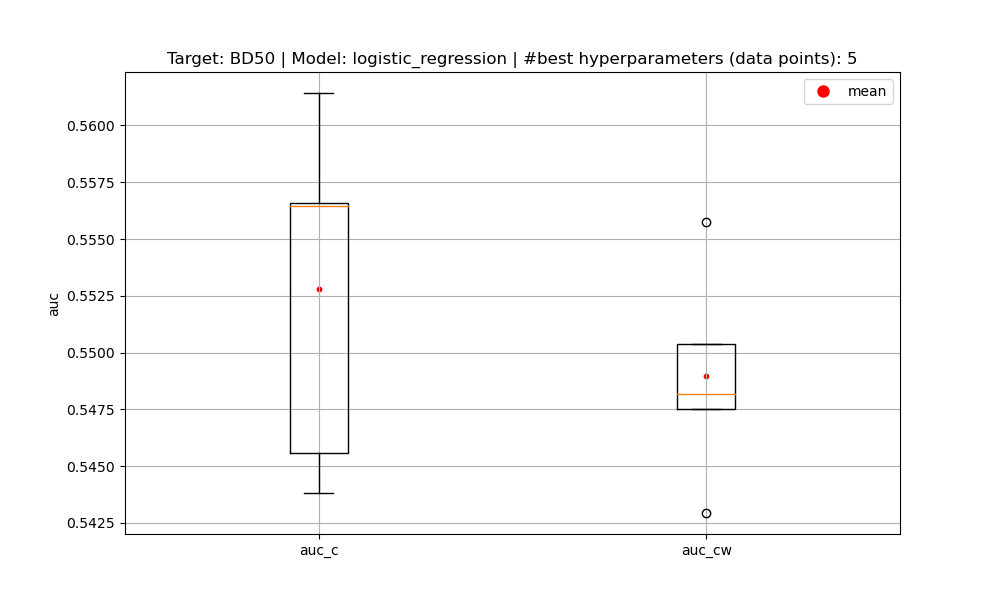 Target: BD50 | Model: logistic_regression | #best hyperparameters (data points): 5
mean
0.5600
0.5575
0.5550
0.5525
0.5500
0.5475
0.5450
0.5425
auc
auc_c
auc_cw